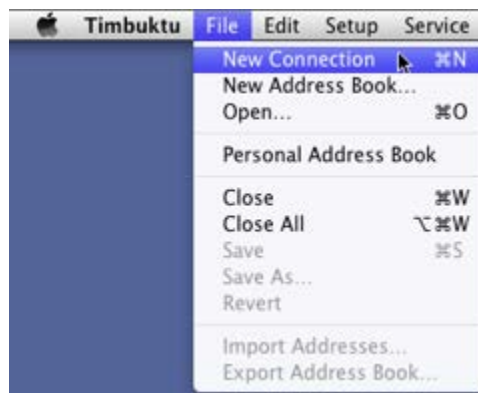 Timbuktu File Edit Setup Service
New Connection ⌘N
New Address Book...
Open... ⌘O
Personal Address Book
Close ⌘W
Close All ⌥⌘W
Save ⌘S
Save As...
Revert
Import Addresses...
Export Address Book...